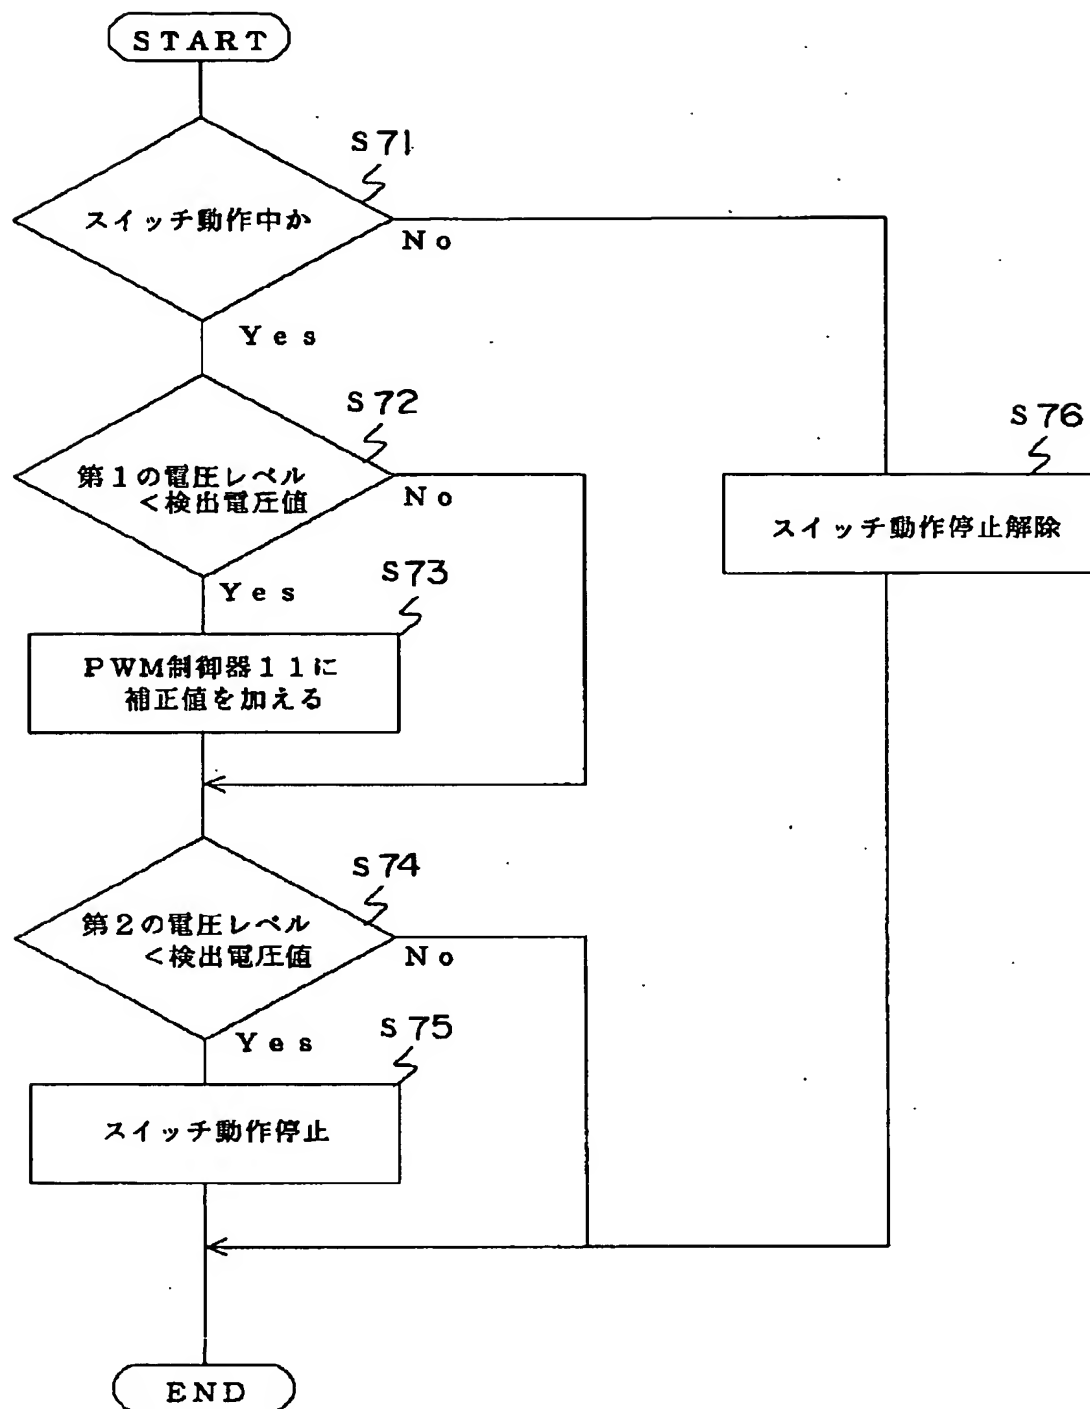 START
S71
スイッチ動作中か
No
Yes
S72
第1の電圧レベル
<検出電圧値
No
S76
スイッチ動作停止解除
Yes
S73
PWM制御器11に
補正値を加える
S74
第2の電圧レベル
<検出電圧値
No
Yes
S75
スイッチ動作停止
END